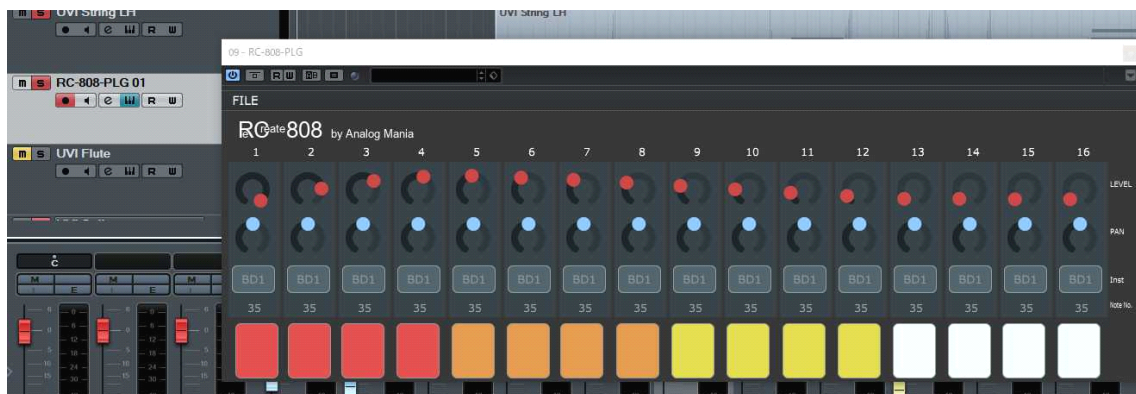 m S UVI String LH
UVI String LH
e R W
09 - RC-808-PLG
R W
FILE
m S RC-808-PLG 01
e R W
ReCreate808 by Analog Mania
1 2 3 4 5 6 7 8 9 10 11 12 13 14 15 16
m S UVI Flute
e R W
LEVEL
PAN
C
M M M
E E
BD1 BD1 BD1 BD1 BD1 BD1 BD1 BD1 BD1 BD1 BD1 BD1 BD1 BD1 BD1 BD1 Inst
35 35 35 35 35 35 35 35 35 35 35 35 35 35 35 35 Note No.